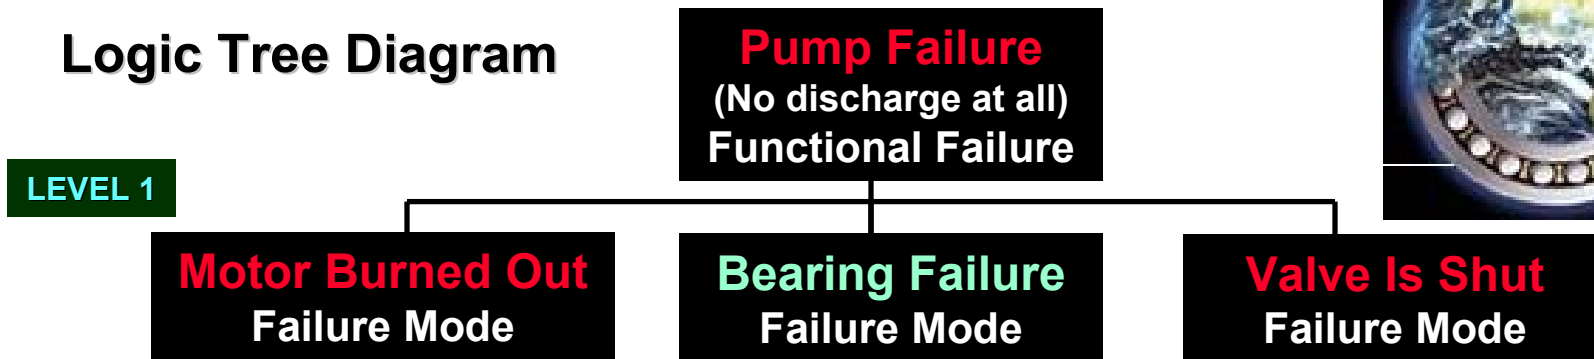 Logic Tree Diagram
Pump Failure
(No discharge at all)
Functional Failure
LEVEL 1
Motor Burned Out
Failure Mode
Bearing Failure
Failure Mode
Valve Is Shut
Failure Mode